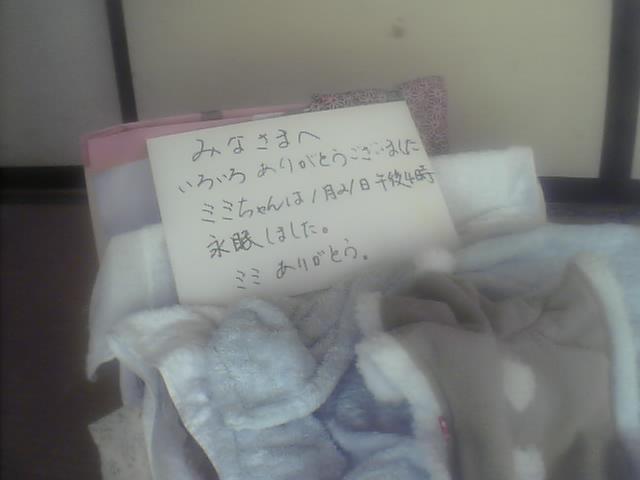 みなさまへ
いろいろ ありがとうございました
ミミちゃんは1月21日午後4時
永眠しました。
ミミ ありがとう。